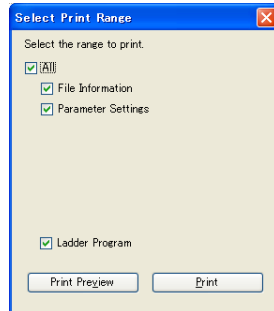 Select Print Range
Select the range to print.
All
File Information
Parameter Settings
Ladder Program
Print Preview
Print